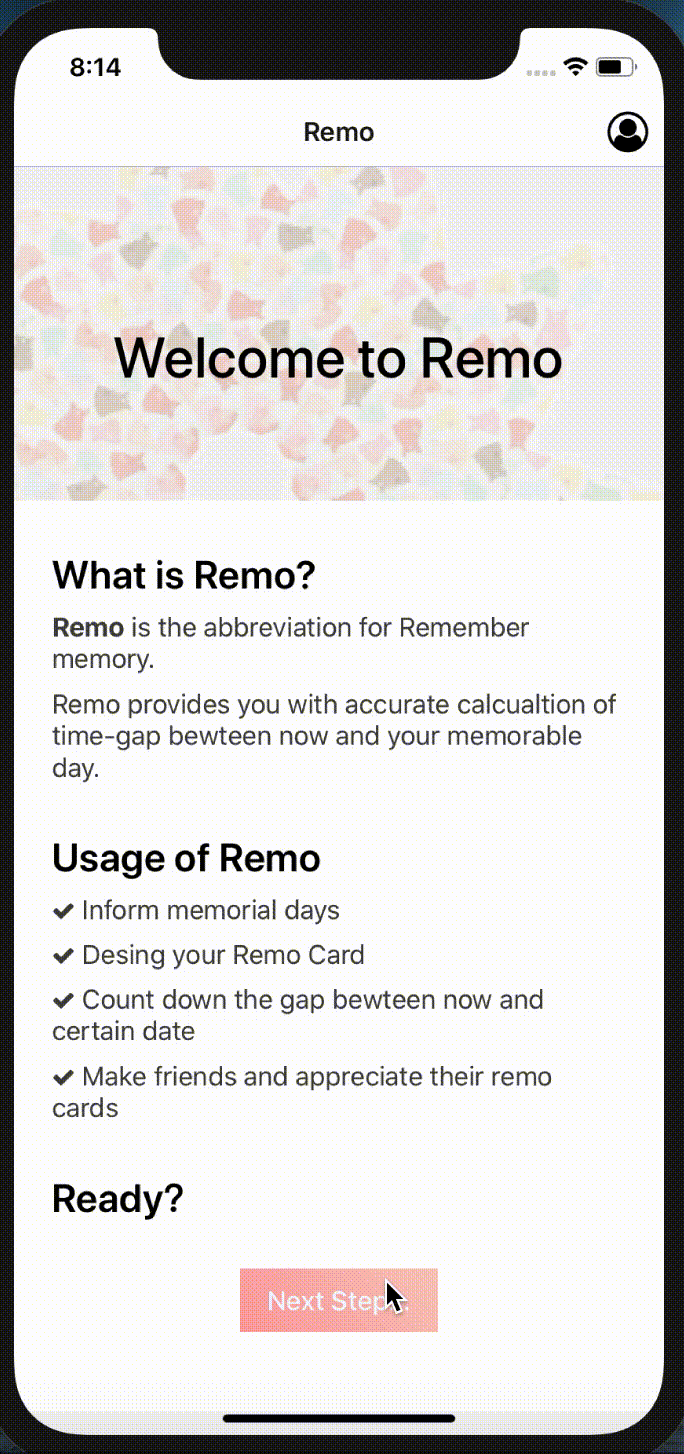 8:14
Remo
Welcome to Remo
What is Remo?
Remo is the abbreviation for Remember
memory.
Remo provides you with accurate calcualtion of
time-gap bewteen now and your memorable
day.
Usage of Remo
✔ Inform memorial days
✔ Desing your Remo Card
✔ Count down the gap bewteen now and
certain date
✔ Make friends and appreciate their remo
cards
Ready?
Next Step